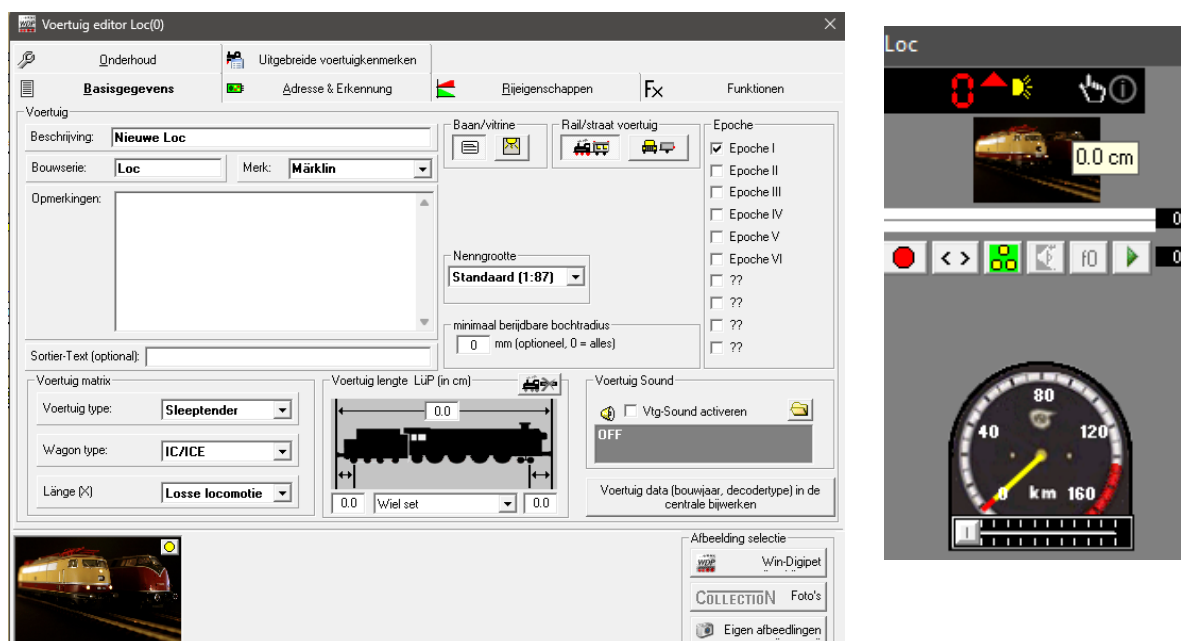 WDP Voertuig editor Loc(0)
Onderhoud
Uitgebreide voertuigkenmerken
Basisgegevens
Adresse & Erkennung
Rijeigenschappen
Fx Funktionen
Voertuig
Beschrijving: Nieuwe Loc
Bouwserie: Loc
Merk: Märklin
Opmerkingen:
Sortier-Text (optional):
Baan/vitrine
Rail/straat voertuig
Nenngrootte
Standaard (1:87)
minimaal berijdbare bochtradius
0 mm (optioneel, 0 = alles)
Epoche
Epoche I
Epoche II
Epoche III
Epoche IV
Epoche V
Epoche VI
??
??
??
??
Voertuig matrix
Voertuig type: Sleeptender
Wagon type: IC/ICE
Länge (X) Losse locomotie
Voertuig lengte LüP (in cm)
0.0
0.0 Wiel set 0.0
Voertuig Sound
Vtg-Sound activeren
OFF
Voertuig data (bouwjaar, decodertype) in de
centrale bijwerken
Afbeelding selectie
WDP Win-Digipet
COLLECTION Foto's
Eigen afbeedlingen
Loc
0
0.0 cm
0
< > f0 0
80
40 120
0 km 160